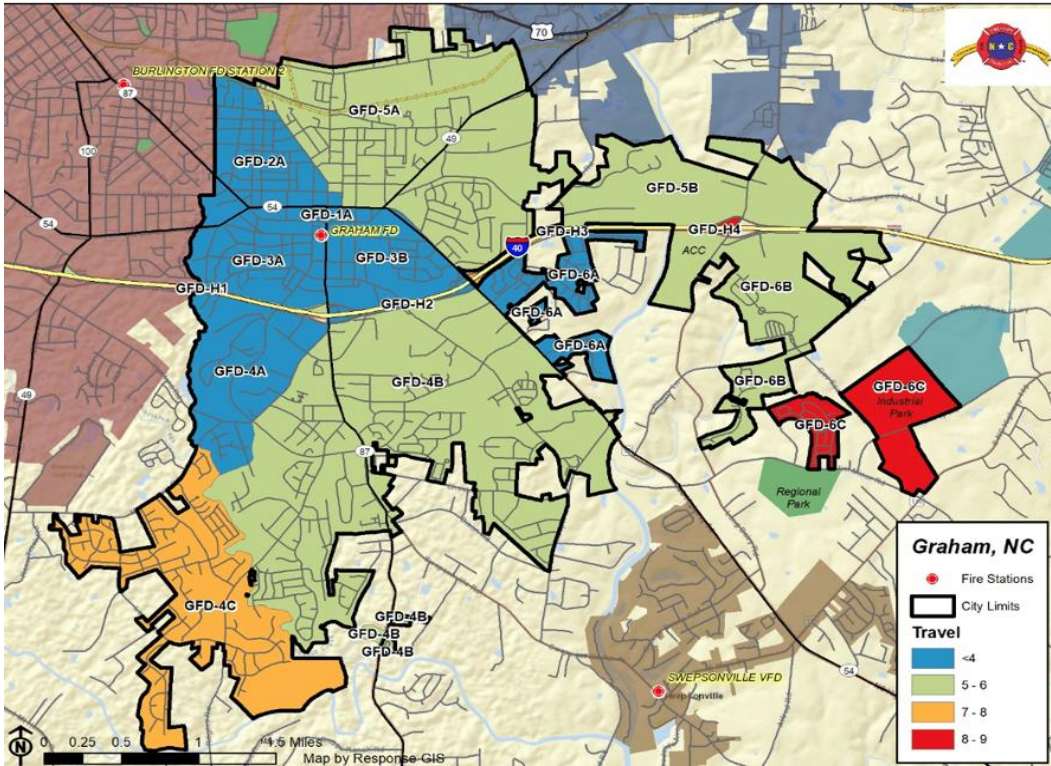 70
N C
BURLINGTON FD STATION 2
87
GFD-5A
100
49
GFD-2A
GFD-5B
54
GFD-1A
54
GRAHAM FD
GFD-H3
GFD-H4
40
ACC
GFD-3A
GFD-3B
GFD-6A
GFD-H1
GFD-6B
GFD-H2
GFD-6A
GFD-6A
GFD-4A
GFD-4B
GFD-6B
GFD-6C
Industrial
Park
49
GFD-6C
87
Regional
Park
Graham, NC
Fire Stations
City Limits
Travel
<4
5 - 6
7 - 8
8 - 9
GFD-4C
GFD-4B
GFD-4B
GFD-4B
54
SWEPSONVILLE VFD
Swepsonville
N
0 0.25 0.5 1 1.5 Miles
Map by Response GIS